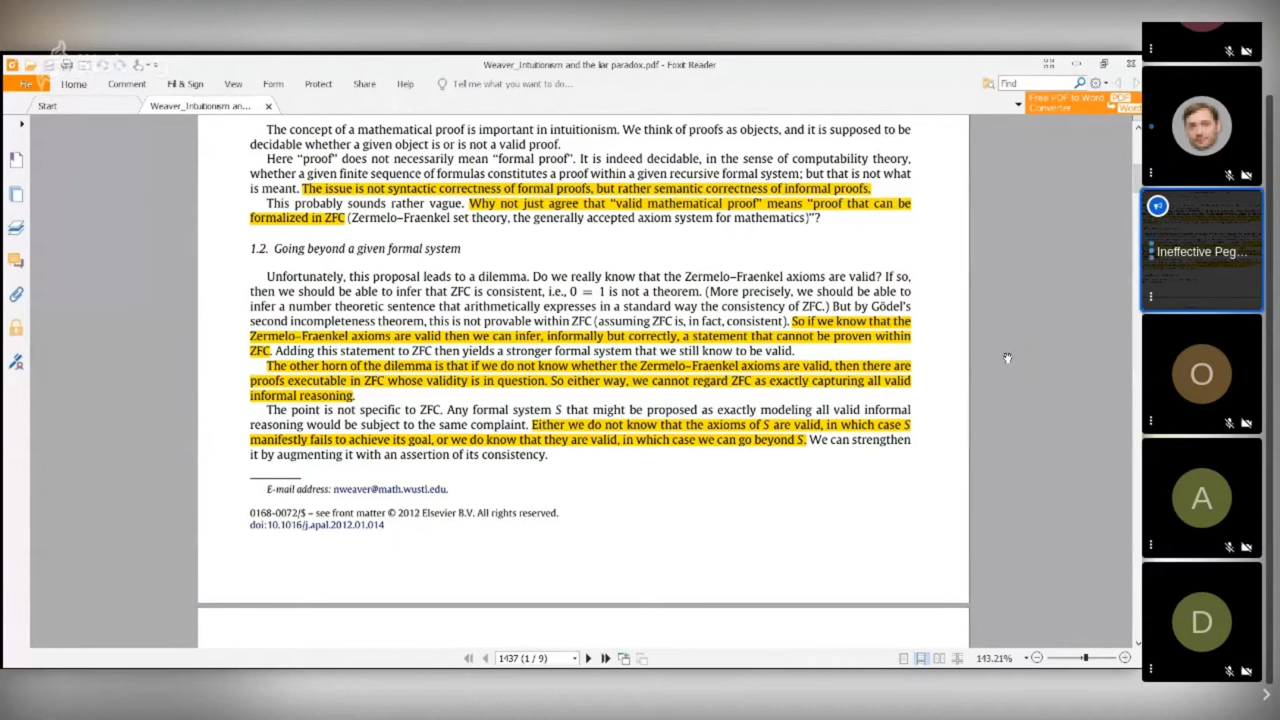 Weaver_Intuitionism and the liar paradox.pdf - Foxit Reader
File Home Comment Fill & Sign View Form Protect Share Help Tell me what you want to do... Find
Start Weaver_Intuitionism an...
Free PDF to Word Converter
The concept of a mathematical proof is important in intuitionism. We think of proofs as objects, and it is supposed to be
decidable whether a given object is or is not a valid proof.
Here “proof” does not necessarily mean “formal proof”. It is indeed decidable, in the sense of computability theory,
whether a given finite sequence of formulas constitutes a proof within a given recursive formal system; but that is not what
is meant. The issue is not syntactic correctness of formal proofs, but rather semantic correctness of informal proofs.
This probably sounds rather vague. Why not just agree that “valid mathematical proof” means “proof that can be
formalized in ZFC (Zermelo–Fraenkel set theory, the generally accepted axiom system for mathematics)”?
1.2. Going beyond a given formal system
Unfortunately, this proposal leads to a dilemma. Do we really know that the Zermelo–Fraenkel axioms are valid? If so,
then we should be able to infer that ZFC is consistent, i.e., 0 = 1 is not a theorem. (More precisely, we should be able to
infer a number theoretic sentence that arithmetically expresses in a standard way the consistency of ZFC.) But by Gödel’s
second incompleteness theorem, this is not provable within ZFC (assuming ZFC is, in fact, consistent). So if we know that the
Zermelo–Fraenkel axioms are valid then we can infer, informally but correctly, a statement that cannot be proven within
ZFC. Adding this statement to ZFC then yields a stronger formal system that we still know to be valid.
The other horn of the dilemma is that if we do not know whether the Zermelo–Fraenkel axioms are valid, then there are
proofs executable in ZFC whose validity is in question. So either way, we cannot regard ZFC as exactly capturing all valid
informal reasoning.
The point is not specific to ZFC. Any formal system S that might be proposed as exactly modeling all valid informal
reasoning would be subject to the same complaint. Either we do not know that the axioms of S are valid, in which case S
manifestly fails to achieve its goal, or we do know that they are valid, in which case we can go beyond S. We can strengthen
it by augmenting it with an assertion of its consistency.
E-mail address: nweaver@math.wustl.edu.
0168-0072/$ – see front matter © 2012 Elsevier B.V. All rights reserved.
doi:10.1016/j.apal.2012.01.014
1437 (1 / 9)
143.21%
Ineffective Peg...
O
A
D